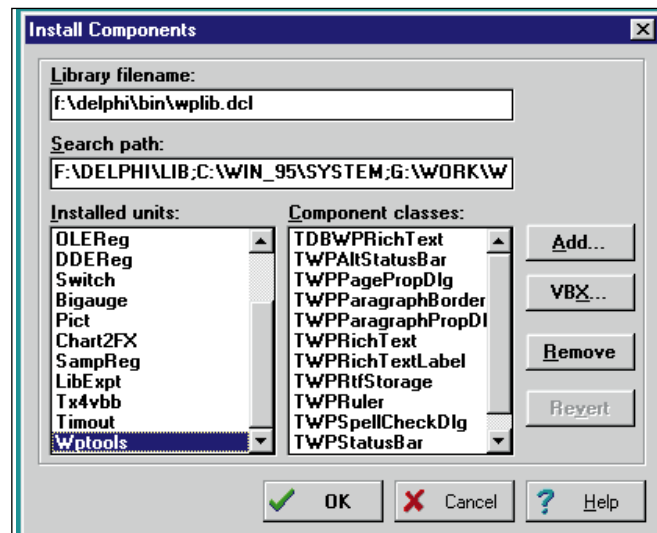 Install Components
Library filename:
f:\delphi\bin\wplib.dcl
Search path:
F:\DELPHI\LIB;C:\WIN_95\SYSTEM;G:\WORK\W
Installed units:
OLEReg
DDEReg
Switch
Bigauge
Pict
Chart2FX
SampReg
LibExpt
Tx4vbb
Timout
Wptools
Component classes:
TDBWPRichText
TWPAltStatusBar
TWPPagePropDlg
TWPParagraphBorder
TWPParagraphPropDl
TWPRichText
TWPRichTextLabel
TWPRtfStorage
TWPRuler
TWPSpellCheckDlg
TWPStatusBar
Add...
VBX...
Remove
Revert
OK
Cancel
Help